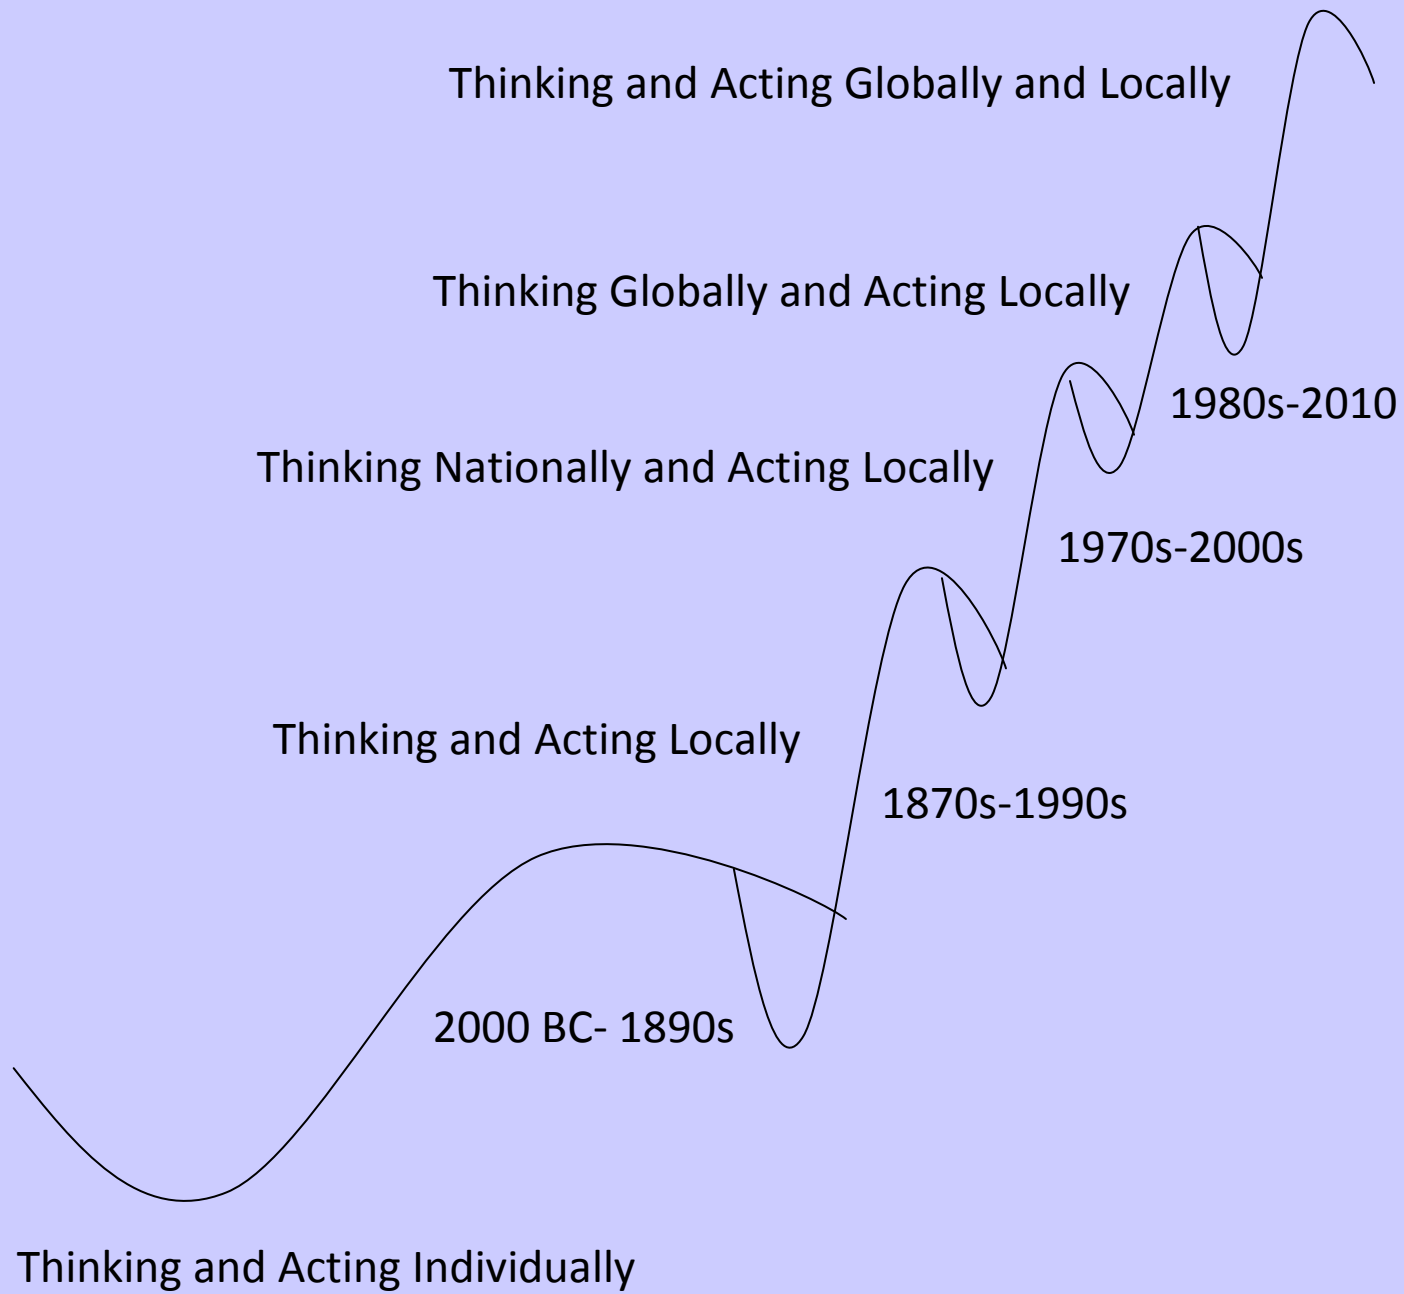 Thinking and Acting Globally and Locally
Thinking Globally and Acting Locally
1980s-2010
Thinking Nationally and Acting Locally
1970s-2000s
Thinking and Acting Locally
1870s-1990s
2000 BC- 1890s
Thinking and Acting Individually